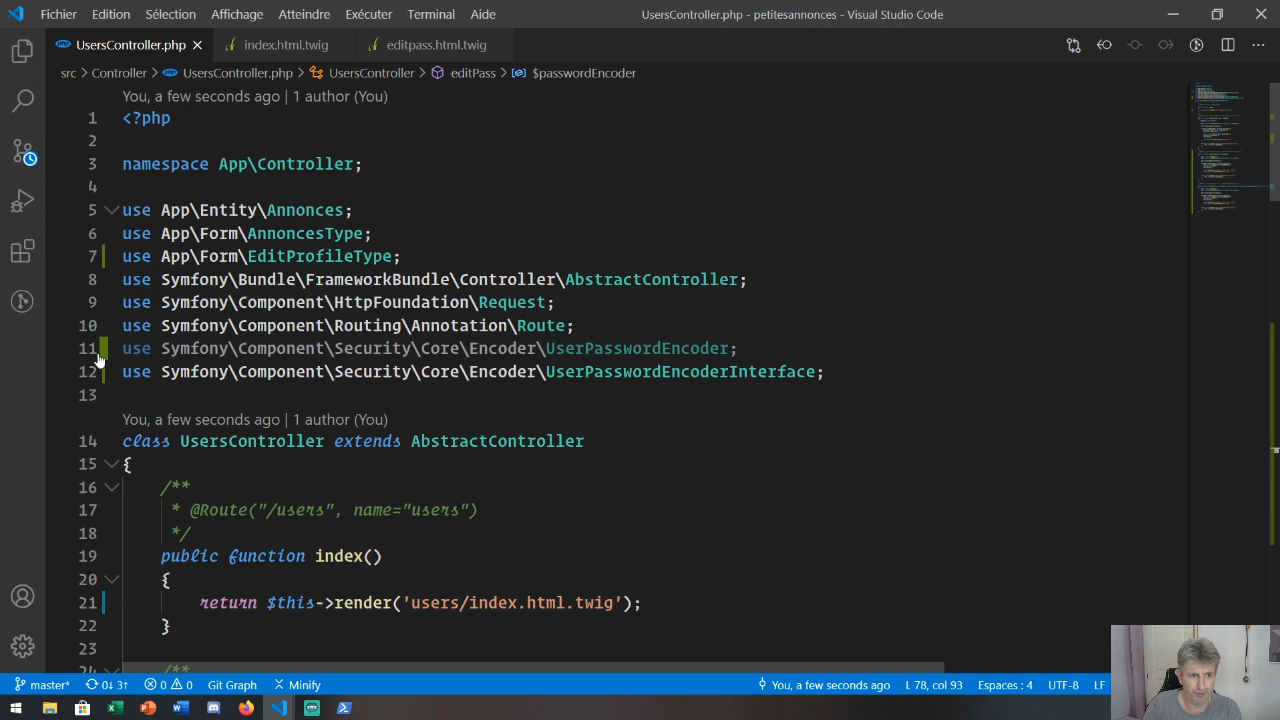 Fichier Edition Sélection Affichage Atteindre Exécuter Terminal Aide UsersController.php - petitesannonces - Visual Studio Code
UsersController.php index.html.twig editpass.html.twig
src > Controller > UsersController.php > UsersController > editPass > $passwordEncoder
You, a few seconds ago | 1 author (You)
1 <?php
2
3 namespace App\Controller;
4
5 use App\Entity\Annonces;
6 use App\Form\AnnoncesType;
7 use App\Form\EditProfileType;
8 use Symfony\Bundle\FrameworkBundle\Controller\AbstractController;
9 use Symfony\Component\HttpFoundation\Request;
10 use Symfony\Component\Routing\Annotation\Route;
11 use Symfony\Component\Security\Core\Encoder\UserPasswordEncoder;
12 use Symfony\Component\Security\Core\Encoder\UserPasswordEncoderInterface;
13
You, a few seconds ago | 1 author (You)
14 class UsersController extends AbstractController
15 {
16 /**
17 * @Route("/users", name="users")
18 */
19 public function index()
20 {
21 return $this->render('users/index.html.twig');
22 }
23
24 /**
master* 0↓ 3↑ 0 0 Git Graph Minify You, a few seconds ago L 78, col 93 Espaces : 4 UTF-8 LF